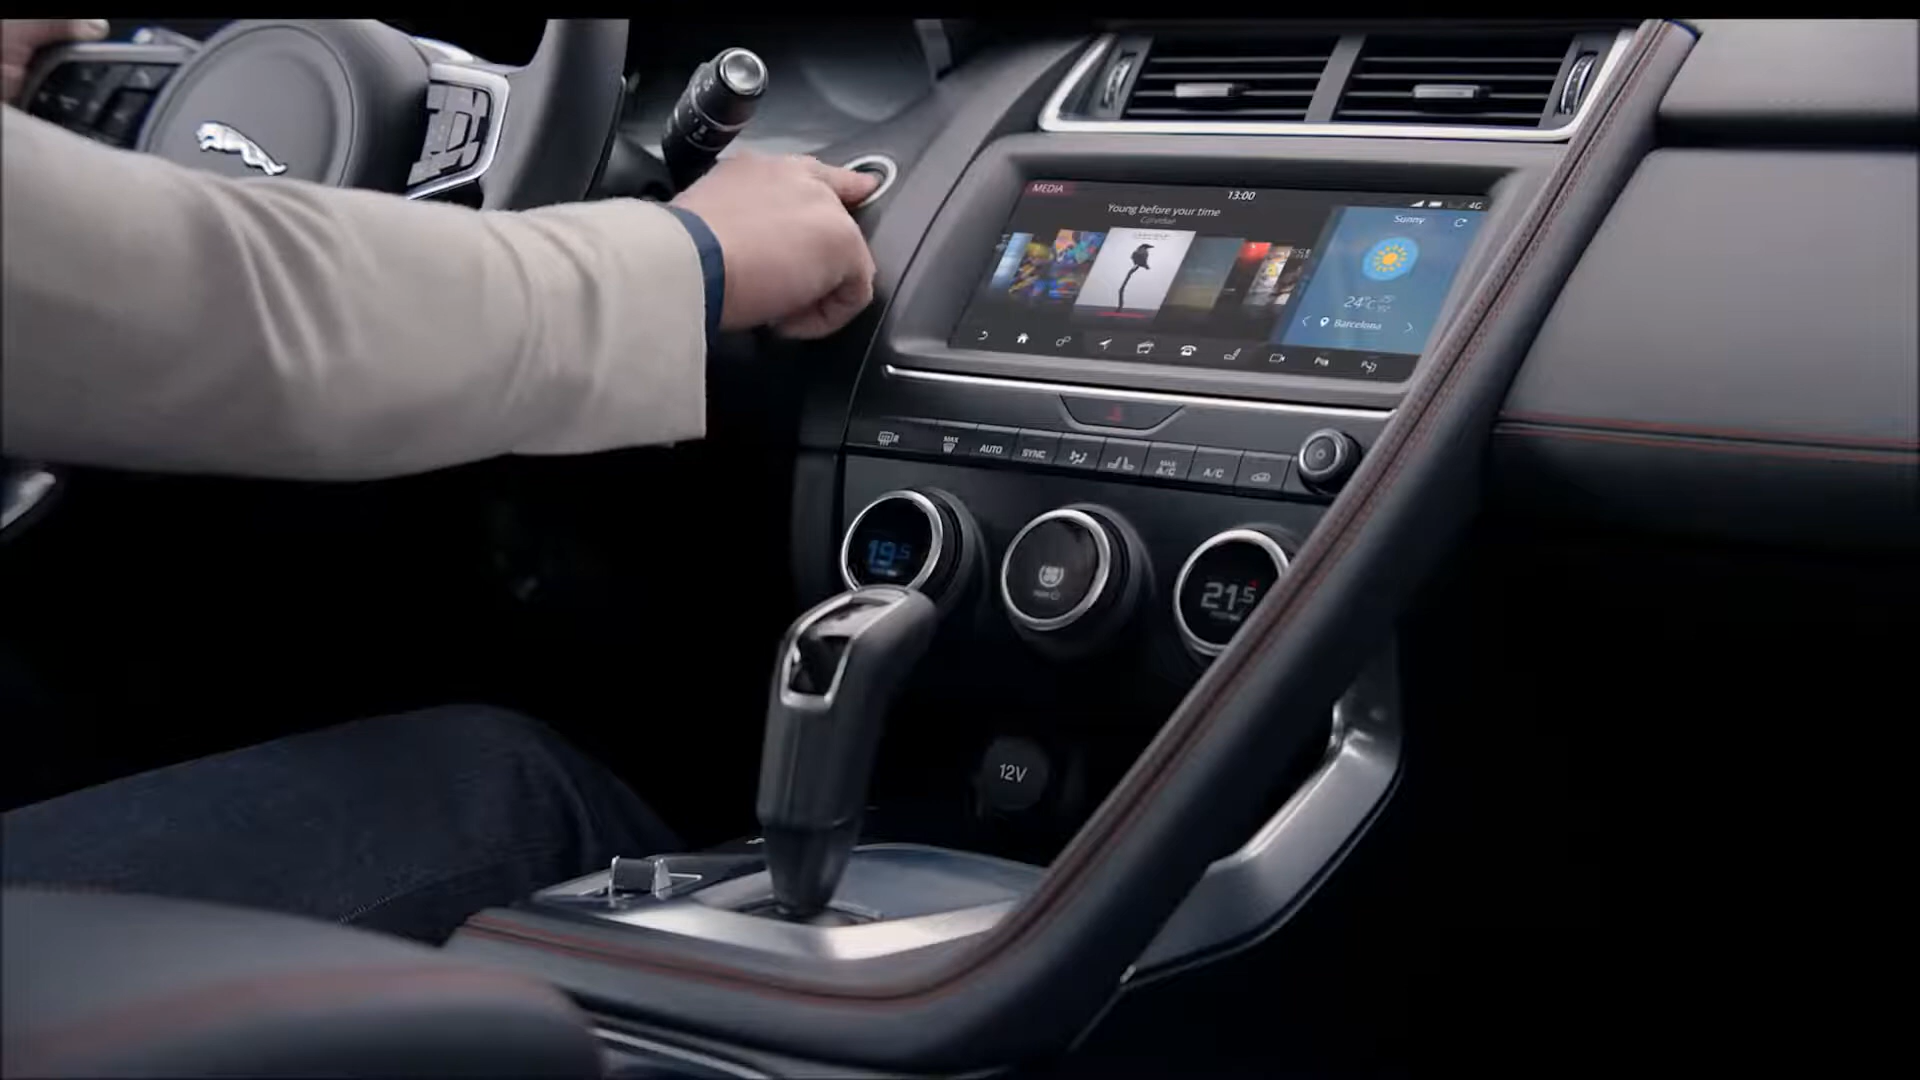 MEDIA
13:00
4G
Young before your time
Sunny
24°C
Barcelona
MAX
AUTO
SYNC
MAX
A/C
A/C
19.5
21.5
12V